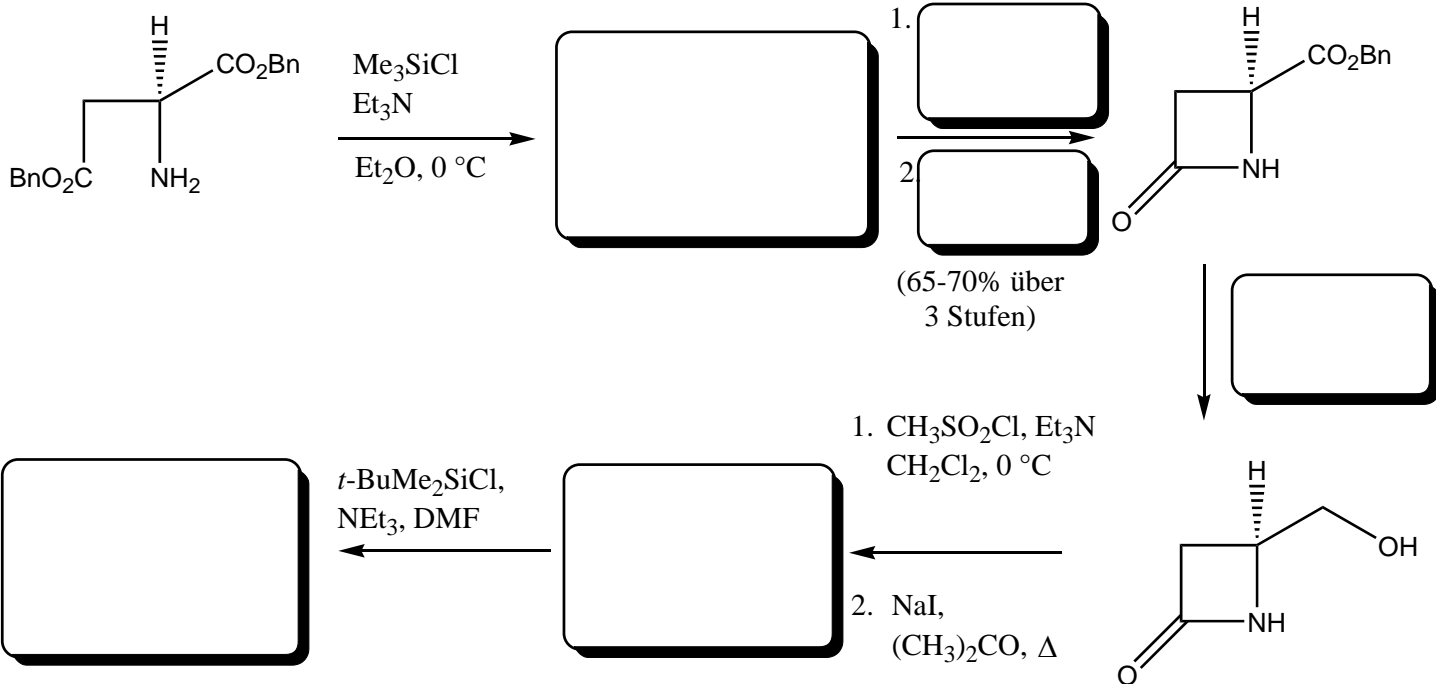 H
CO2Bn
BnO2C
NH2
Me3SiCl
Et3N
Et2O, 0 °C
1.
2.
(65-70% über
3 Stufen)
H
CO2Bn
NH
O
1. CH3SO2Cl, Et3N
CH2Cl2, 0 °C
2. NaI,
(CH3)2CO, Δ
H
OH
NH
O
t-BuMe2SiCl,
NEt3, DMF